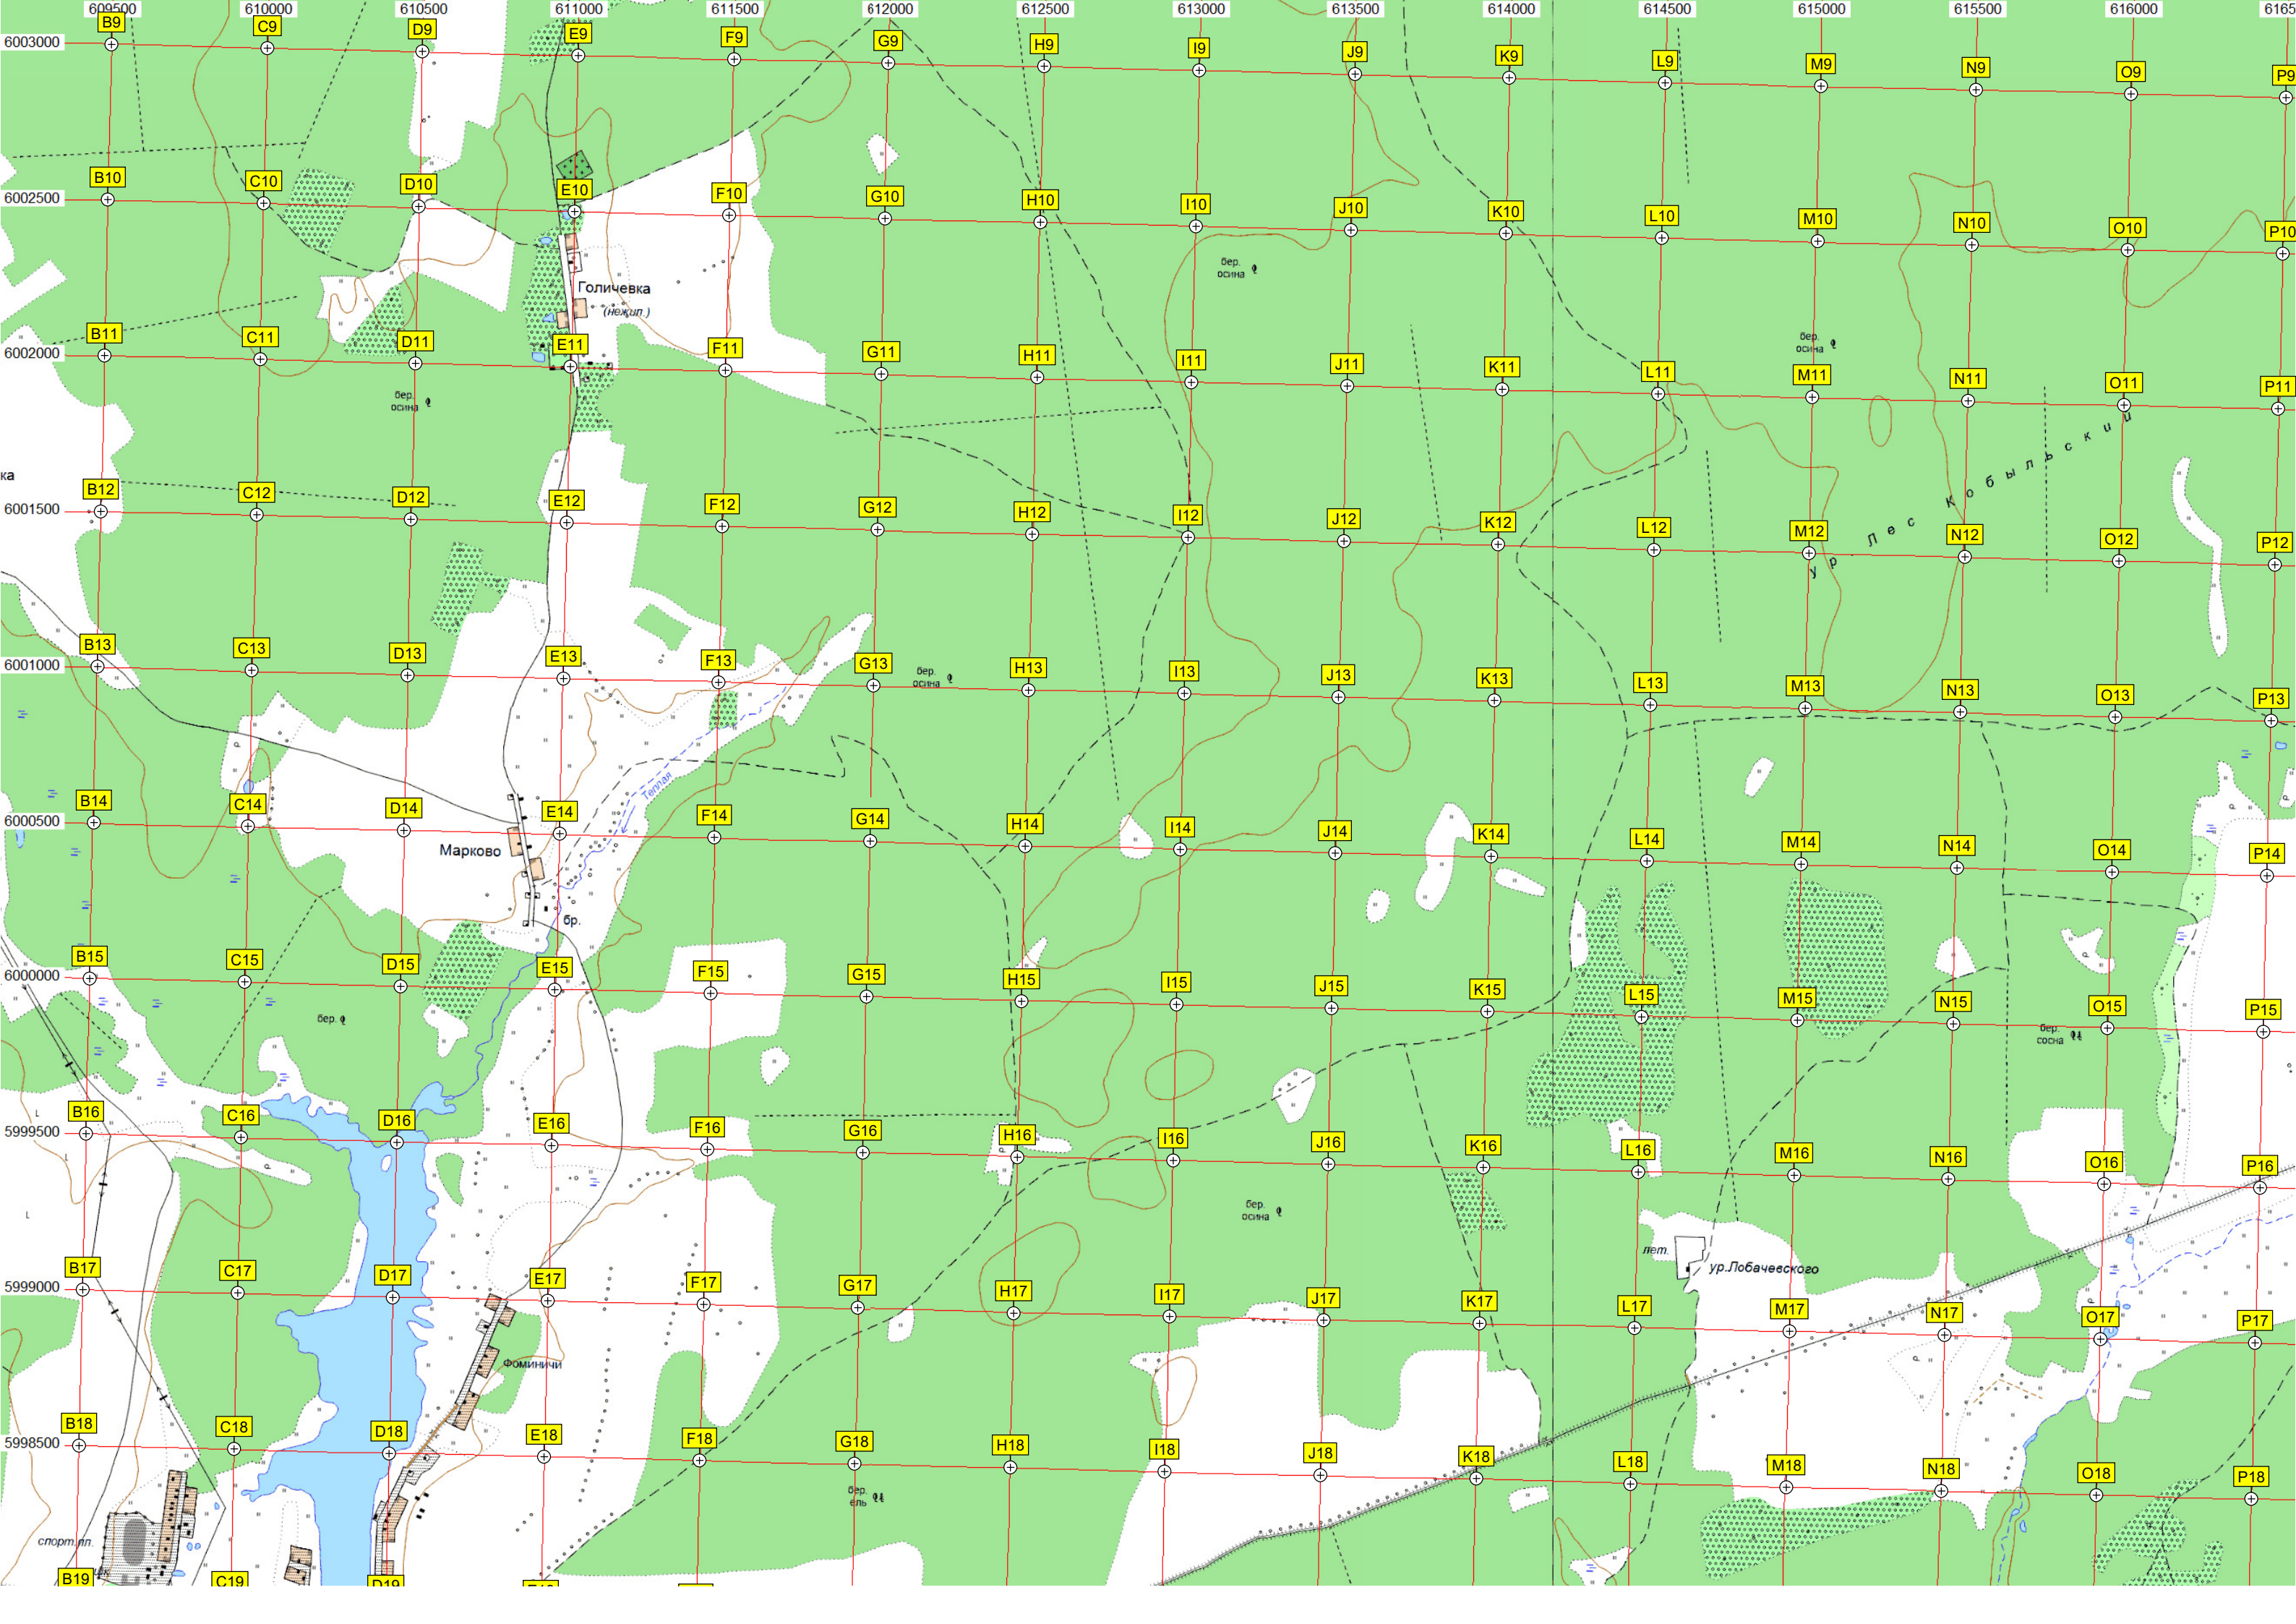 609500 610000 610500 611000 611500 612000 612500 613000 613500 614000 614500 615000 615500 616000 6165
B9 C9 D9 E9 F9 G9 H9 I9 J9 K9 L9 M9 N9 O9 P9
6003000
B10 C10 D10 E10 F10 G10 H10 I10 J10 K10 L10 M10 N10 O10 P10
6002500
бер.
осина
Голичевка
(нежил.)
бер.
осина
B11 C11 D11 E11 F11 G11 H11 I11 J11 K11 L11 M11 N11 O11 P11
6002000
бер.
осина
ка
ур. Лес Кобыльский
B12 C12 D12 E12 F12 G12 H12 I12 J12 K12 L12 M12 N12 O12 P12
6001500
B13 C13 D13 E13 F13 G13 H13 I13 J13 K13 L13 M13 N13 O13 P13
6001000
бер.
осина
Теплая
B14 C14 D14 E14 F14 G14 H14 I14 J14 K14 L14 M14 N14 O14 P14
6000500
Марково
бр.
B15 C15 D15 E15 F15 G15 H15 I15 J15 K15 L15 M15 N15 O15 P15
6000000
бер.
бер.
сосна
B16 C16 D16 E16 F16 G16 H16 I16 J16 K16 L16 M16 N16 O16 P16
5999500
бер.
осина
лет.
ур.Лобачевского
B17 C17 D17 E17 F17 G17 H17 I17 J17 K17 L17 M17 N17 O17 P17
5999000
Фоминичи
B18 C18 D18 E18 F18 G18 H18 I18 J18 K18 L18 M18 N18 O18 P18
5998500
бер.
ель
спорт.пл.
B19 C19 D19